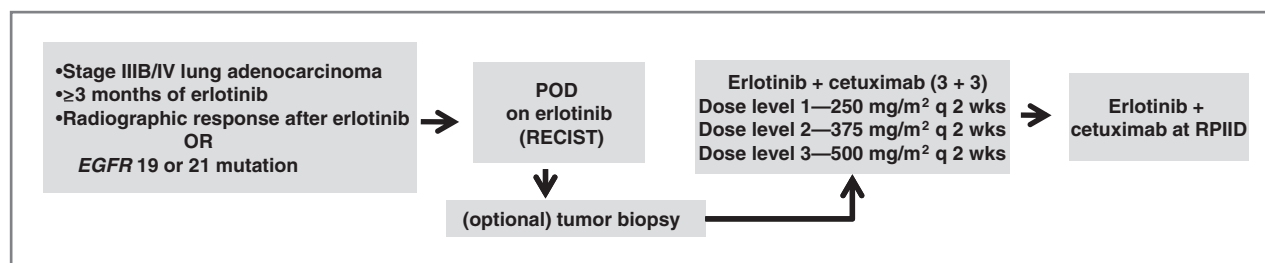 •Stage IIIB/IV lung adenocarcinoma
•≥3 months of erlotinib
•Radiographic response after erlotinib
OR
EGFR 19 or 21 mutation
POD
on erlotinib
(RECIST)
(optional) tumor biopsy
Erlotinib + cetuximab (3 + 3)
Dose level 1—250 mg/m² q 2 wks
Dose level 2—375 mg/m² q 2 wks
Dose level 3—500 mg/m² q 2 wks
Erlotinib +
cetuximab at RPIID